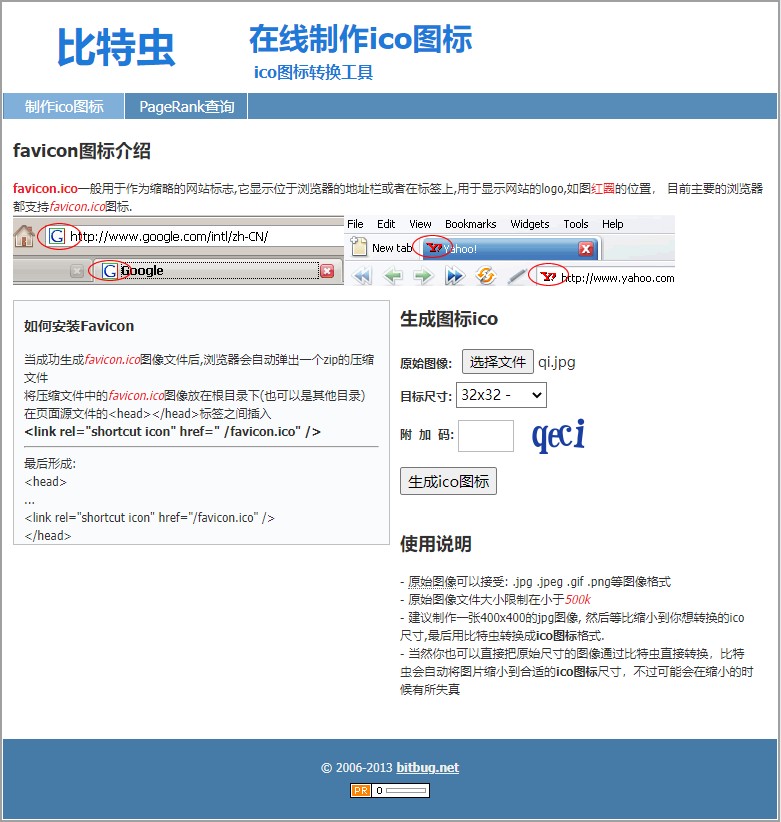 比特虫
在线制作ico图标
ico图标转换工具
制作ico图标 PageRank查询
favicon图标介绍
favicon.ico一般用于作为缩略的网站标志,它显示位于浏览器的地址栏或者在标签上,用于显示网站的logo,如图红圈的位置， 目前主要的浏览器
都支持favicon.ico图标.
G http://www.google.com/intl/zh-CN/
G Google
File Edit View Bookmarks Widgets Tools Help
New tab Y! Yahoo!
Y! http://www.yahoo.com
如何安装Favicon
当成功生成favicon.ico图像文件后,浏览器会自动弹出一个zip的压缩
文件
将压缩文件中的favicon.ico图像放在根目录下(也可以是其他目录)
在页面源文件的<head></head>标签之间插入
<link rel="shortcut icon" href=" /favicon.ico" />
最后形成:
<head>
...
<link rel="shortcut icon" href="/favicon.ico" />
</head>
生成图标ico
原始图像: 选择文件 qi.jpg
目标尺寸: 32x32 -
附 加 码: qeci
生成ico图标
使用说明
- 原始图像可以接受: .jpg .jpeg .gif .png等图像格式
- 原始图像文件大小限制在小于500k
- 建议制作一张400x400的jpg图像, 然后等比缩小到你想转换的ico
尺寸,最后用比特虫转换成ico图标格式.
- 当然你也可以直接把原始尺寸的图像通过比特虫直接转换，比特
虫会自动将图片缩小到合适的ico图标尺寸，不过可能会在缩小的时
候有所失真
© 2006-2013 bitbug.net
PR 0